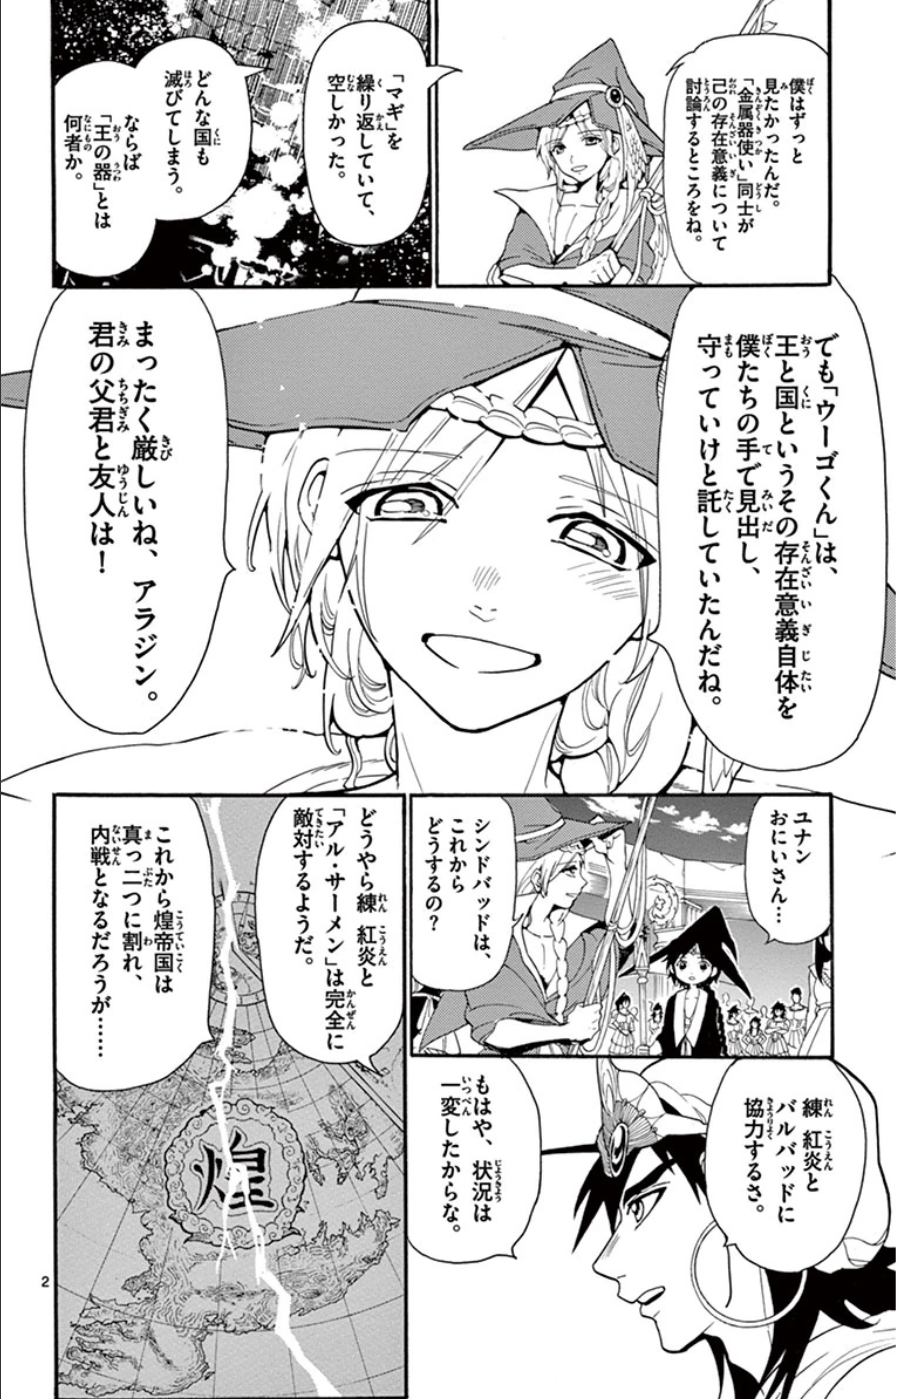 僕はずっと
見たかったんだ。
「金属器使い」同士が
己の存在意義について
討論するところをね。
「マギ」を
繰り返していて、
空しかった。
どんな国も
滅びてしまう。
ならば
「王の器」とは
何者か。
でも「ウーゴくん」は、
王と国というその存在意義自体を
僕たちの手で見出し、
守っていけと託していたんだね。
まったく厳しいね、アラジン。
君の父君と友人は！
ユナン
おにいさん…
シンドバッドは、
これから
どうするの？
練 紅炎と
バルバッドに
協力するさ。
もはや、状況は
一変したからな。
どうやら練 紅炎と
「アル・サーメン」は完全に
敵対するようだ。
これから煌帝国は
真っ二つに割れ、
内戦となるだろうが……
煌
2